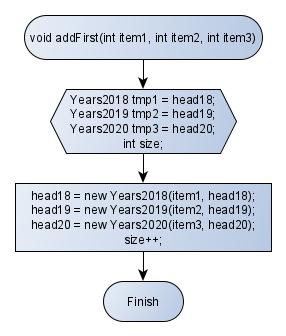 void addFirst(int item1, int item2, int item3)
Years2018 tmp1 = head18;
Years2019 tmp2 = head19;
Years2020 tmp3 = head20;
int size;
head18 = new Years2018(item1, head18);
head19 = new Years2019(item2, head19);
head20 = new Years2020(item3, head20);
size++;
Finish